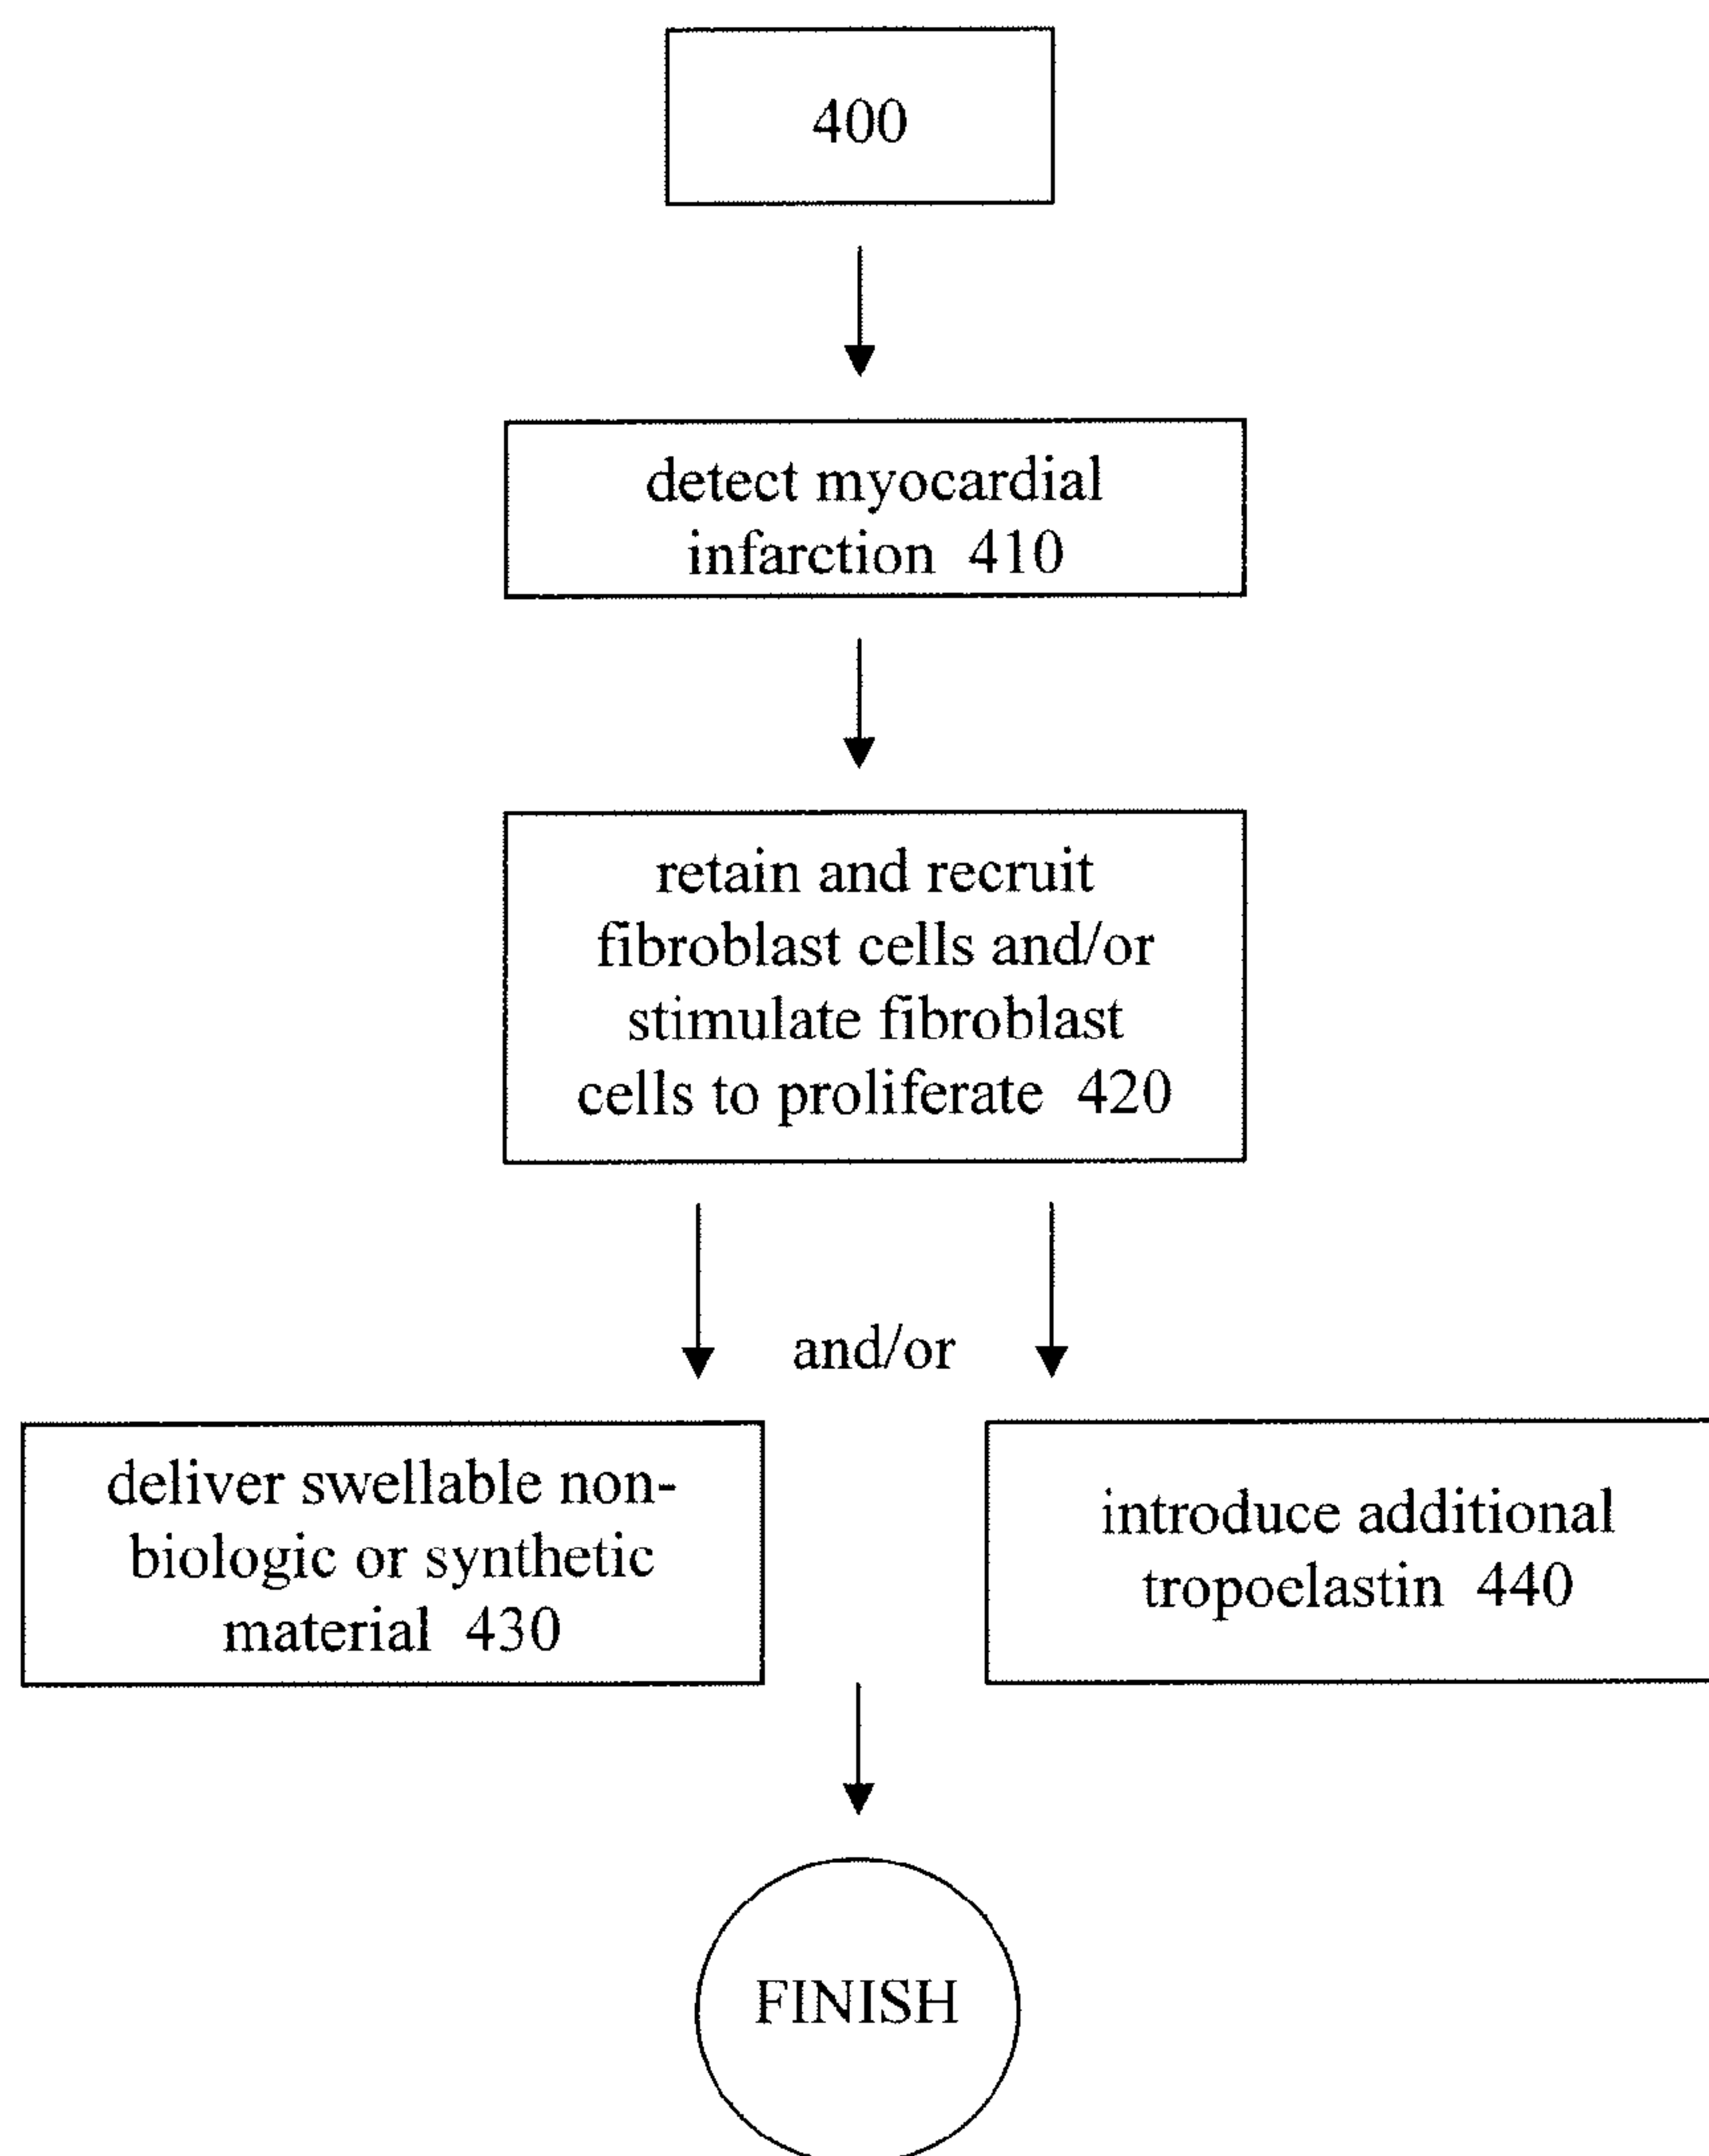 400
detect myocardial
infarction 410
retain and recruit
fibroblast cells and/or
stimulate fibroblast
cells to proliferate 420
and/or
deliver swellable non-
biologic or synthetic
material 430
introduce additional
tropoelastin 440
FINISH